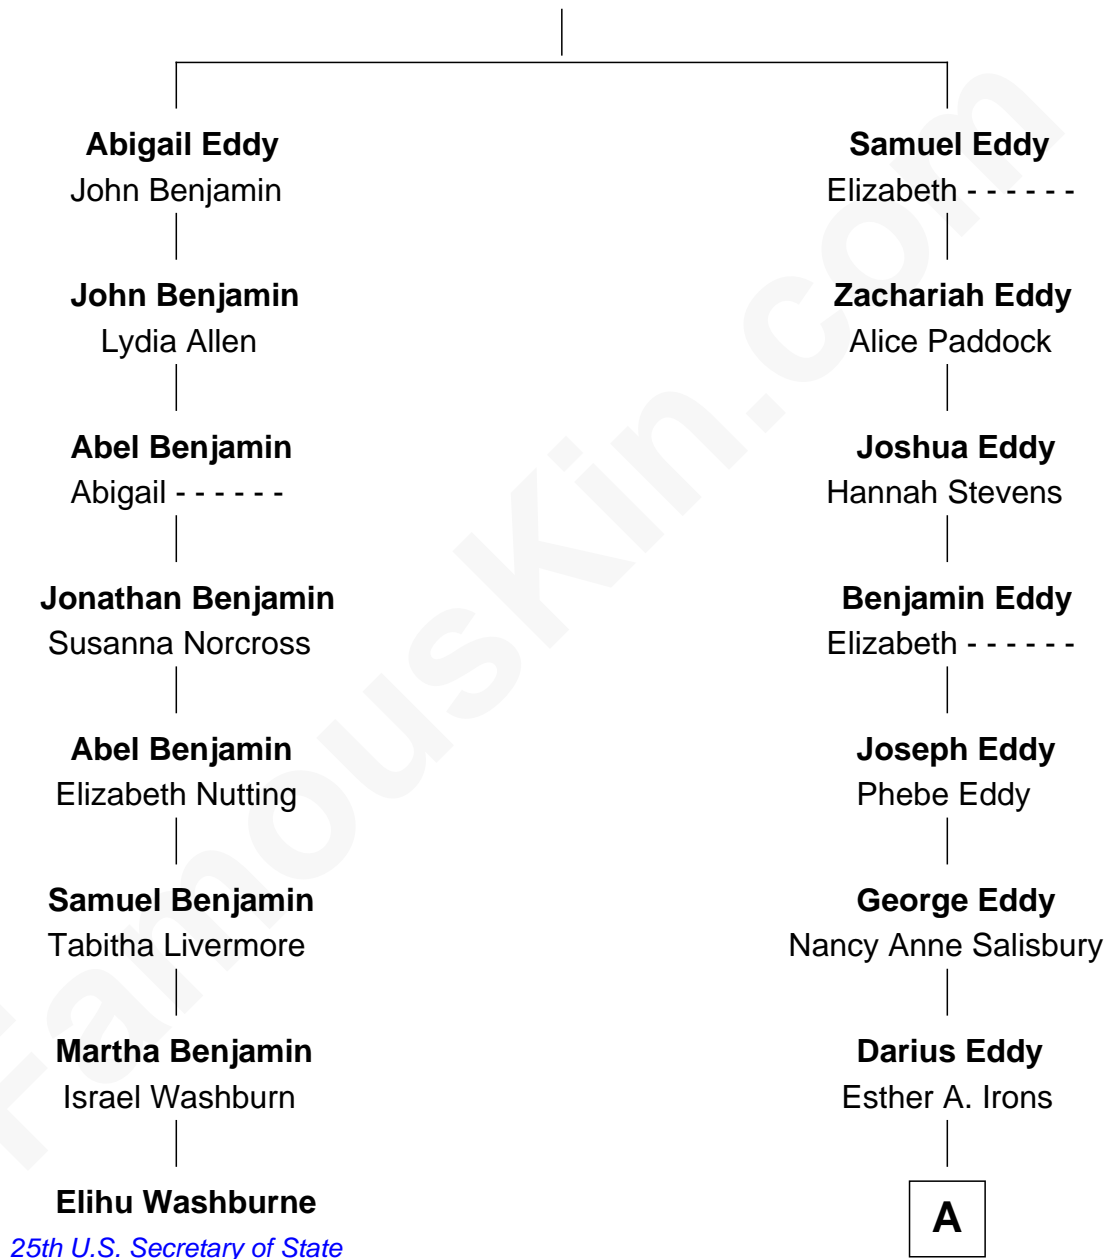 Abigail Eddy
John Benjamin
Samuel Eddy
Elizabeth - - - - - -
John Benjamin
Lydia Allen
Zachariah Eddy
Alice Paddock
Abel Benjamin
Abigail - - - - - -
Joshua Eddy
Hannah Stevens
Jonathan Benjamin
Susanna Norcross
Benjamin Eddy
Elizabeth - - - - - -
Abel Benjamin
Elizabeth Nutting
Joseph Eddy
Phebe Eddy
Samuel Benjamin
Tabitha Livermore
George Eddy
Nancy Anne Salisbury
Martha Benjamin
Israel Washburn
Darius Eddy
Esther A. Irons
Elihu Washburne
25th U.S. Secretary of State
A
FamousKin.com